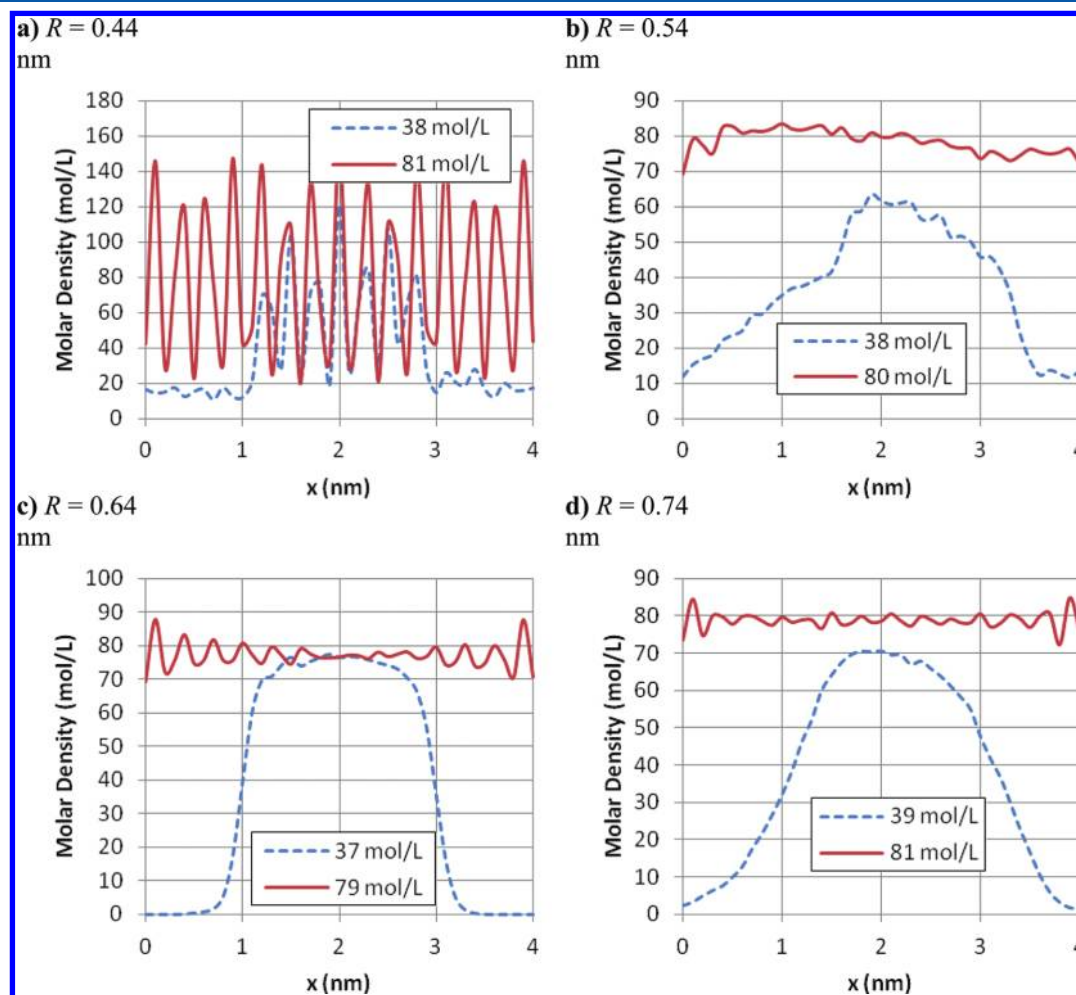 a) R = 0.44
nm
180
160
140
120
100
80
60
40
20
0
Molar Density (mol/L)
38 mol/L
81 mol/L
0 1 2 3 4
x (nm)
b) R = 0.54
nm
90
80
70
60
50
40
30
20
10
0
Molar Density (mol/L)
38 mol/L
80 mol/L
0 1 2 3 4
x (nm)
c) R = 0.64
nm
100
90
80
70
60
50
40
30
20
10
0
Molar Density (mol/L)
37 mol/L
79 mol/L
0 1 2 3 4
x (nm)
d) R = 0.74
nm
90
80
70
60
50
40
30
20
10
0
Molar Density (mol/L)
39 mol/L
81 mol/L
0 1 2 3 4
x (nm)